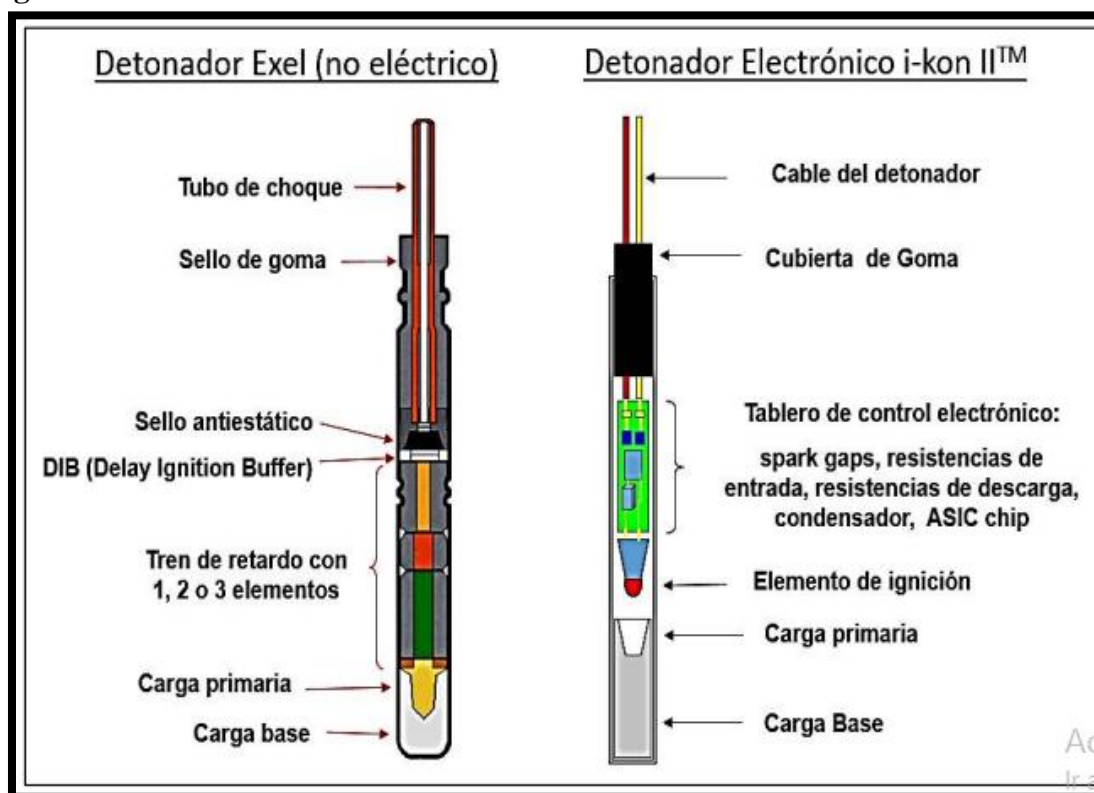 Detonador Exel (no eléctrico)
Tubo de choque
Sello de goma
Sello antiestático
DIB (Delay Ignition Buffer)
Tren de retardo con
1, 2 o 3 elementos
Carga primaria
Carga base
Detonador Electrónico i-kon II™
Cable del detonador
Cubierta de Goma
Tablero de control electrónico:
spark gaps, resistencias de
entrada, resistencias de descarga,
condensador, ASIC chip
Elemento de ignición
Carga primaria
Carga Base